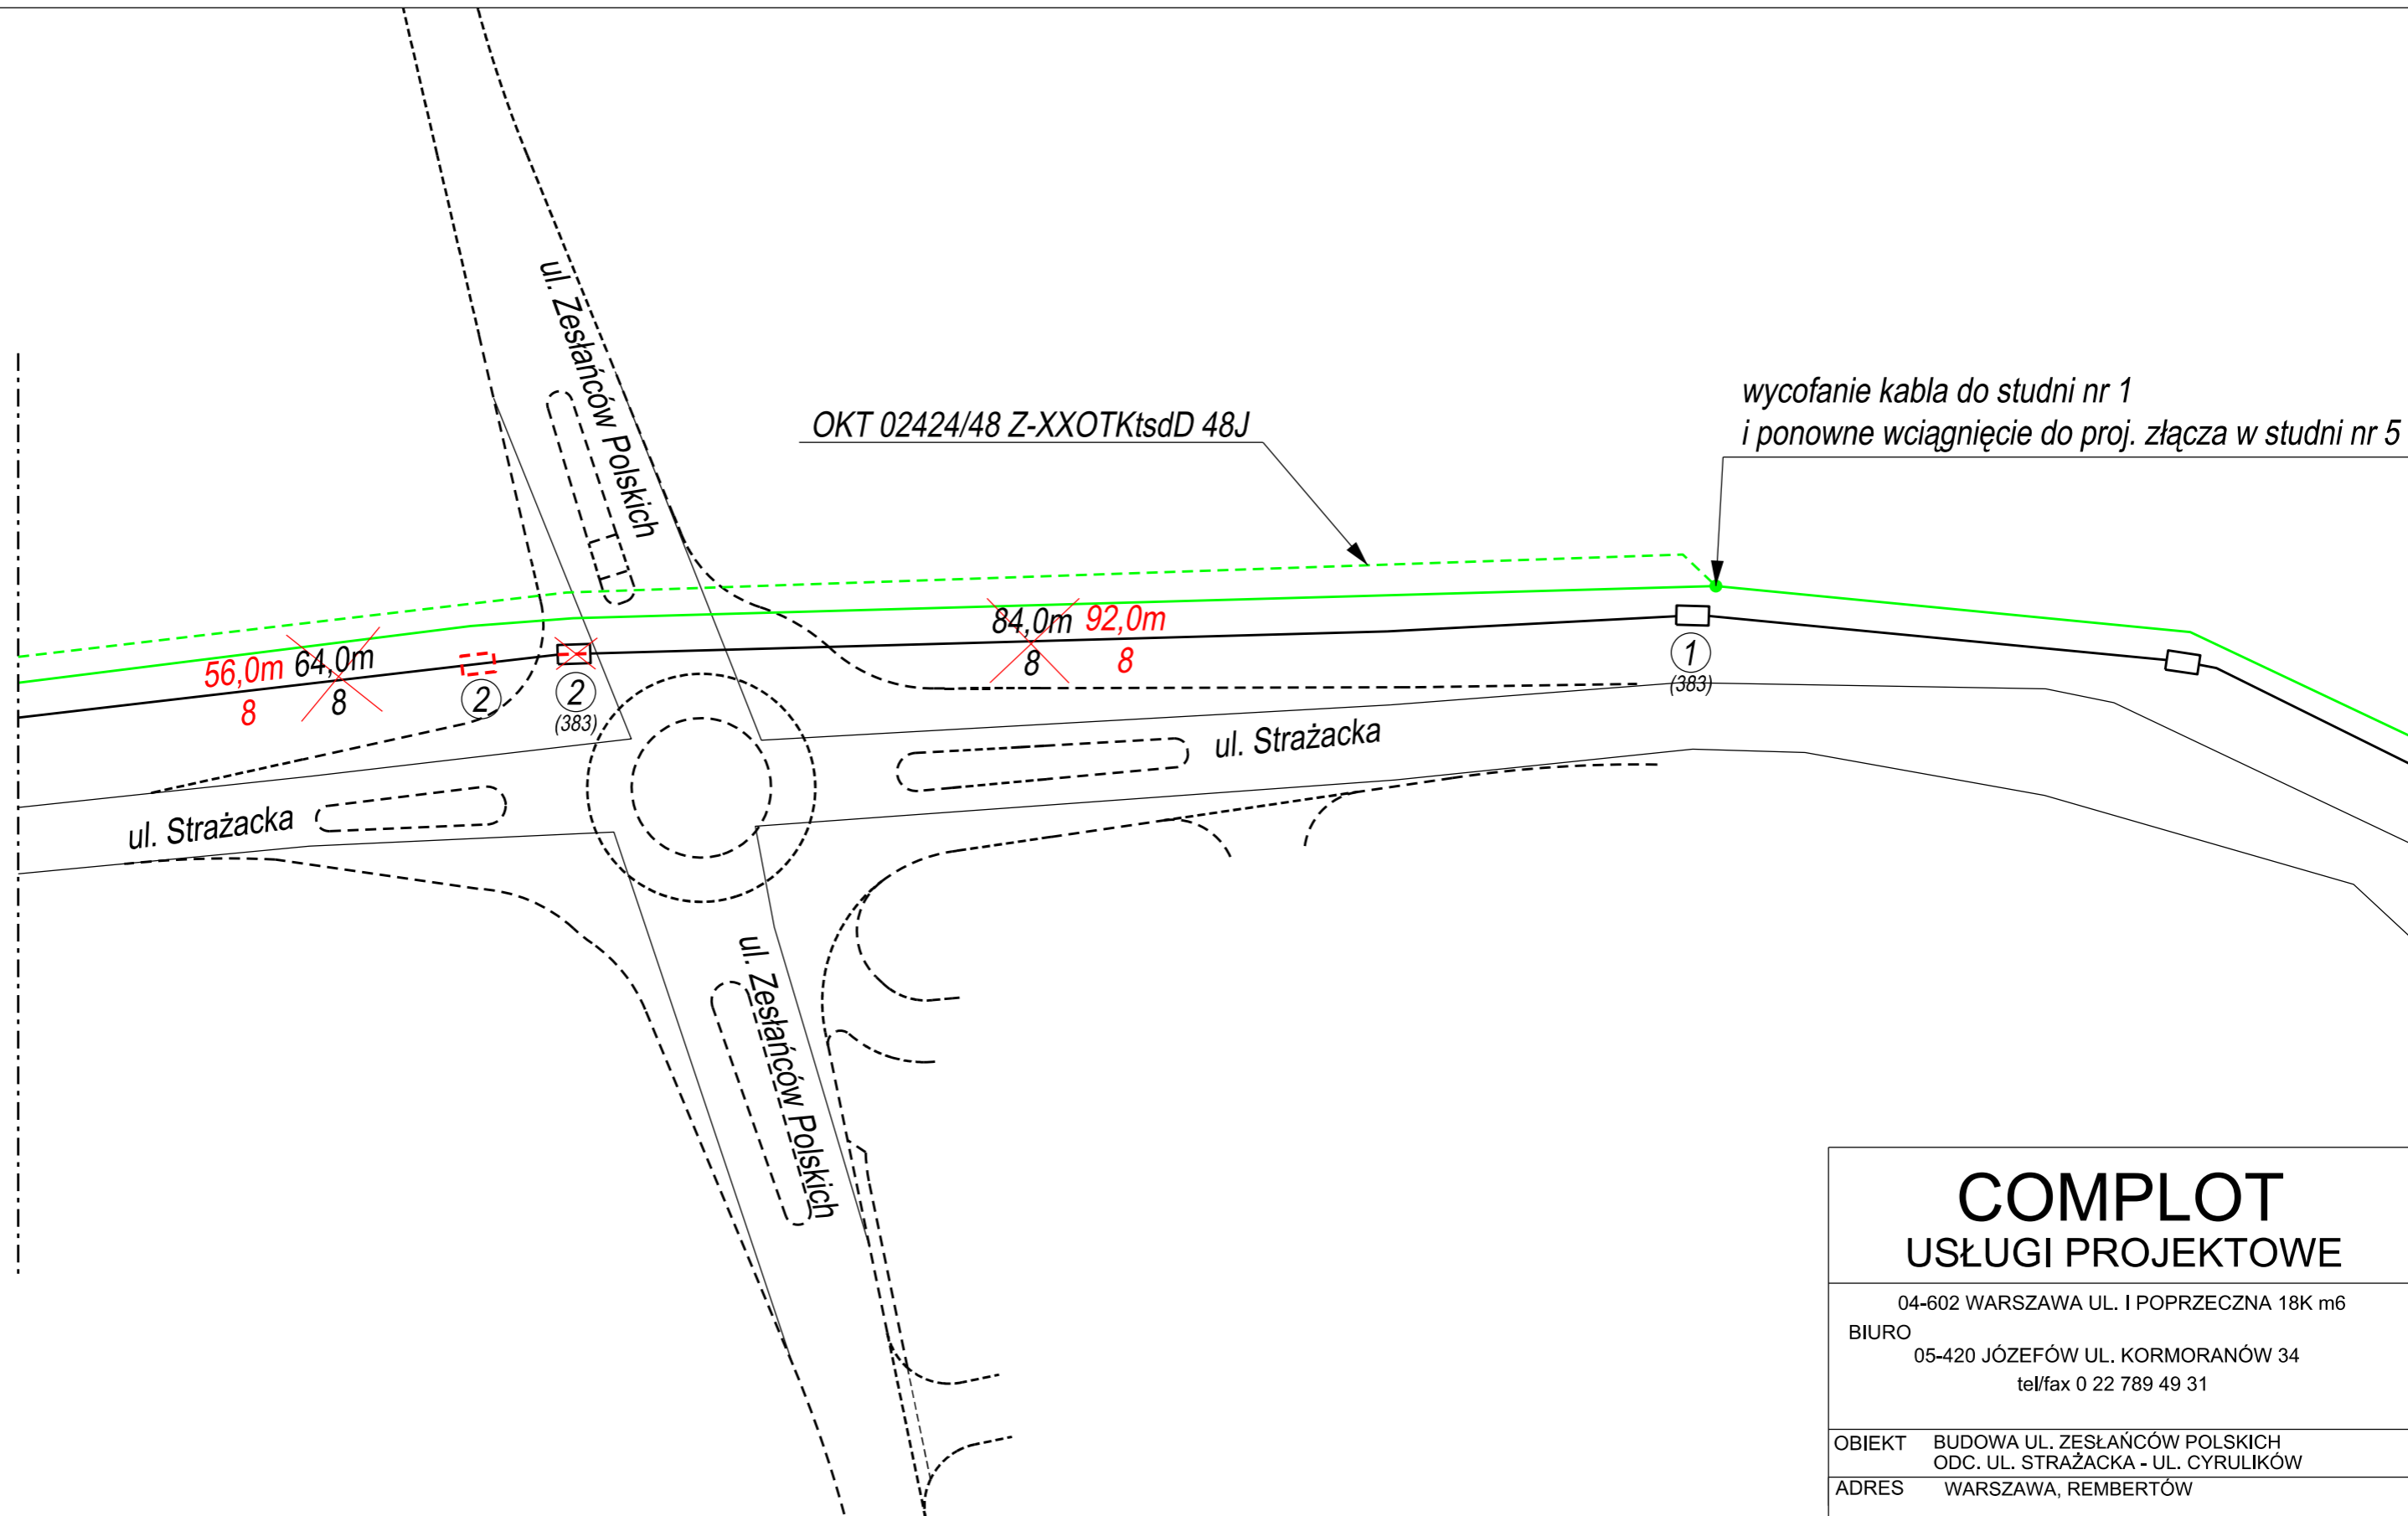 ul. Zesłańców Polskich
OKT 02424/48 Z-XXOTKtsdD 48J
wycofanie kabla do studni nr 1
i ponowne wciągnięcie do proj. złącza w studni nr 5
56,0m 64,0m
8 8
2
2
(383)
84,0m 92,0m
8 8
1
(383)
ul. Strażacka
ul. Strażacka
ul. Zesłańców Polskich
COMPLOT
USŁUGI PROJEKTOWE
04-602 WARSZAWA UL. I POPRZECZNA 18K m6
BIURO
05-420 JÓZEFÓW UL. KORMORANÓW 34
tel/fax 0 22 789 49 31
OBIEKT BUDOWA UL. ZESŁAŃCÓW POLSKICH
ODC. UL. STRAŻACKA - UL. CYRULIKÓW
ADRES WARSZAWA, REMBERTÓW